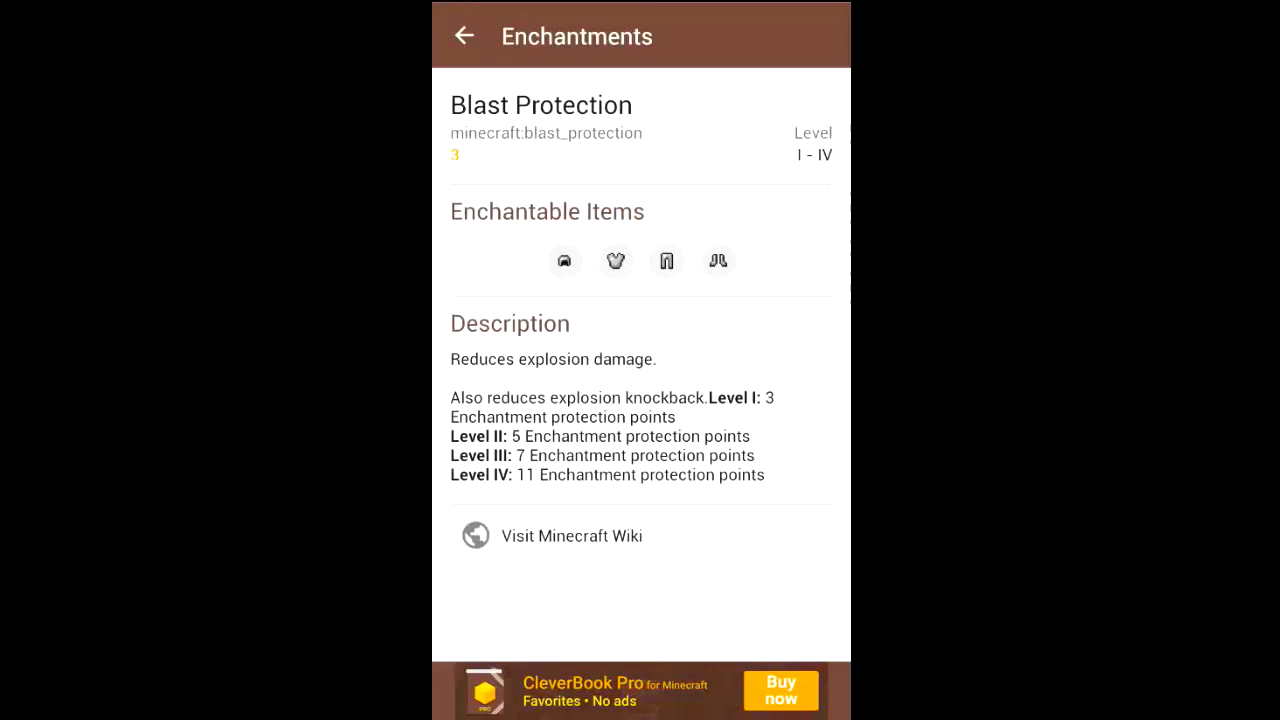 Enchantments
Blast Protection
minecraft:blast_protection
Level
3
I - IV
Enchantable Items
Description
Reduces explosion damage.
Also reduces explosion knockback.Level I: 3
Enchantment protection points
Level II: 5 Enchantment protection points
Level III: 7 Enchantment protection points
Level IV: 11 Enchantment protection points
Visit Minecraft Wiki
CleverBook Pro for Minecraft
Favorites • No ads
Buy
now
PRO